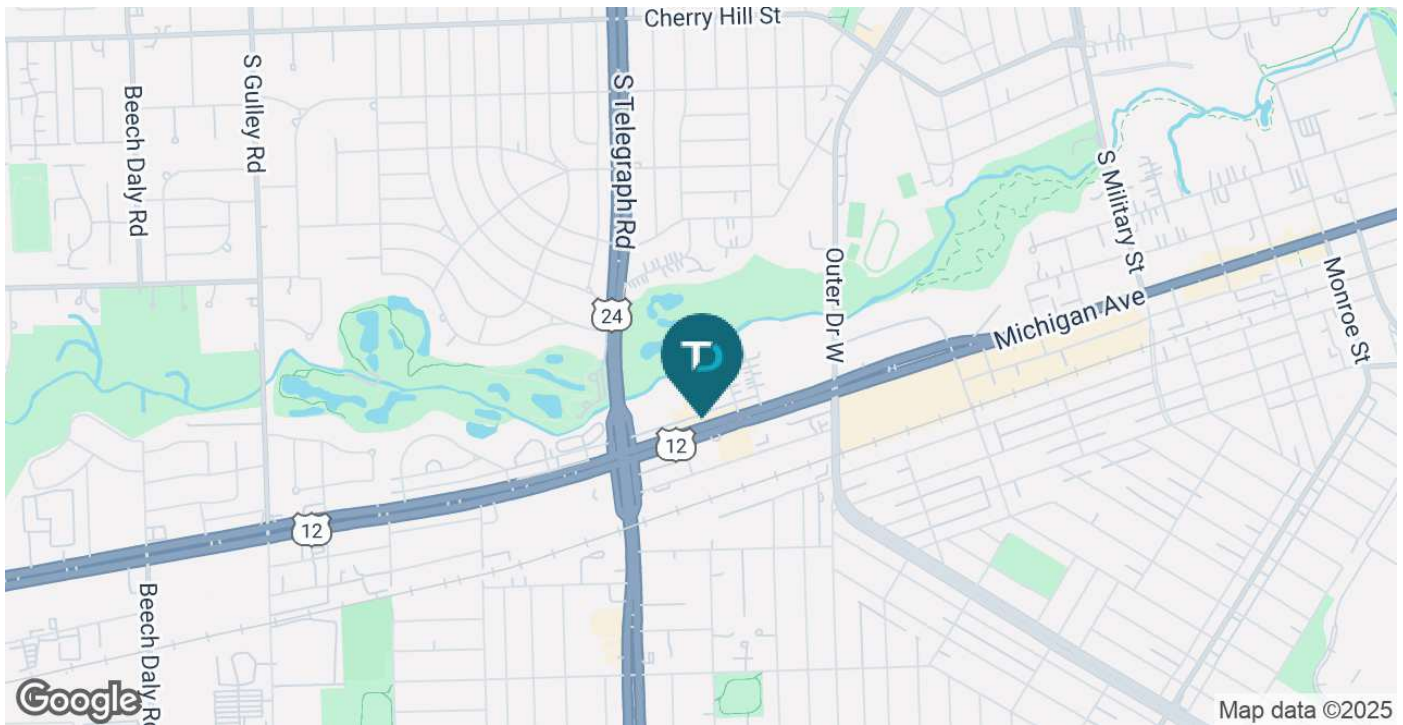 Cherry Hill St
S Gulley Rd
Beech Daly Rd
S Telegraph Rd
S Military St
Outer Dr W
Monroe St
24
Michigan Ave
TD
12
12
Beech Daly Rd
Google
Map data ©2025